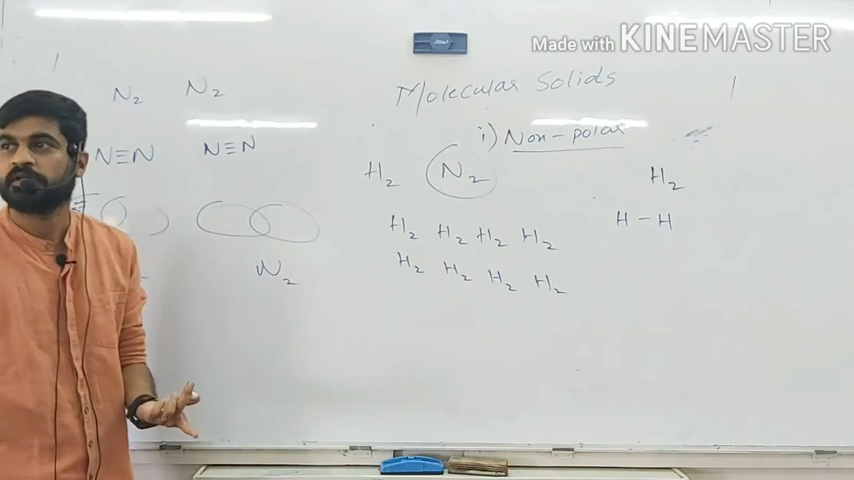 Made with KINEMASTER
Molecular Solids
i) Non-polar
N2 N2
N≡N N≡N
N2
H2 N2
H2 H2 H2 H2
H2 H2 H2 H2
H2
H-H